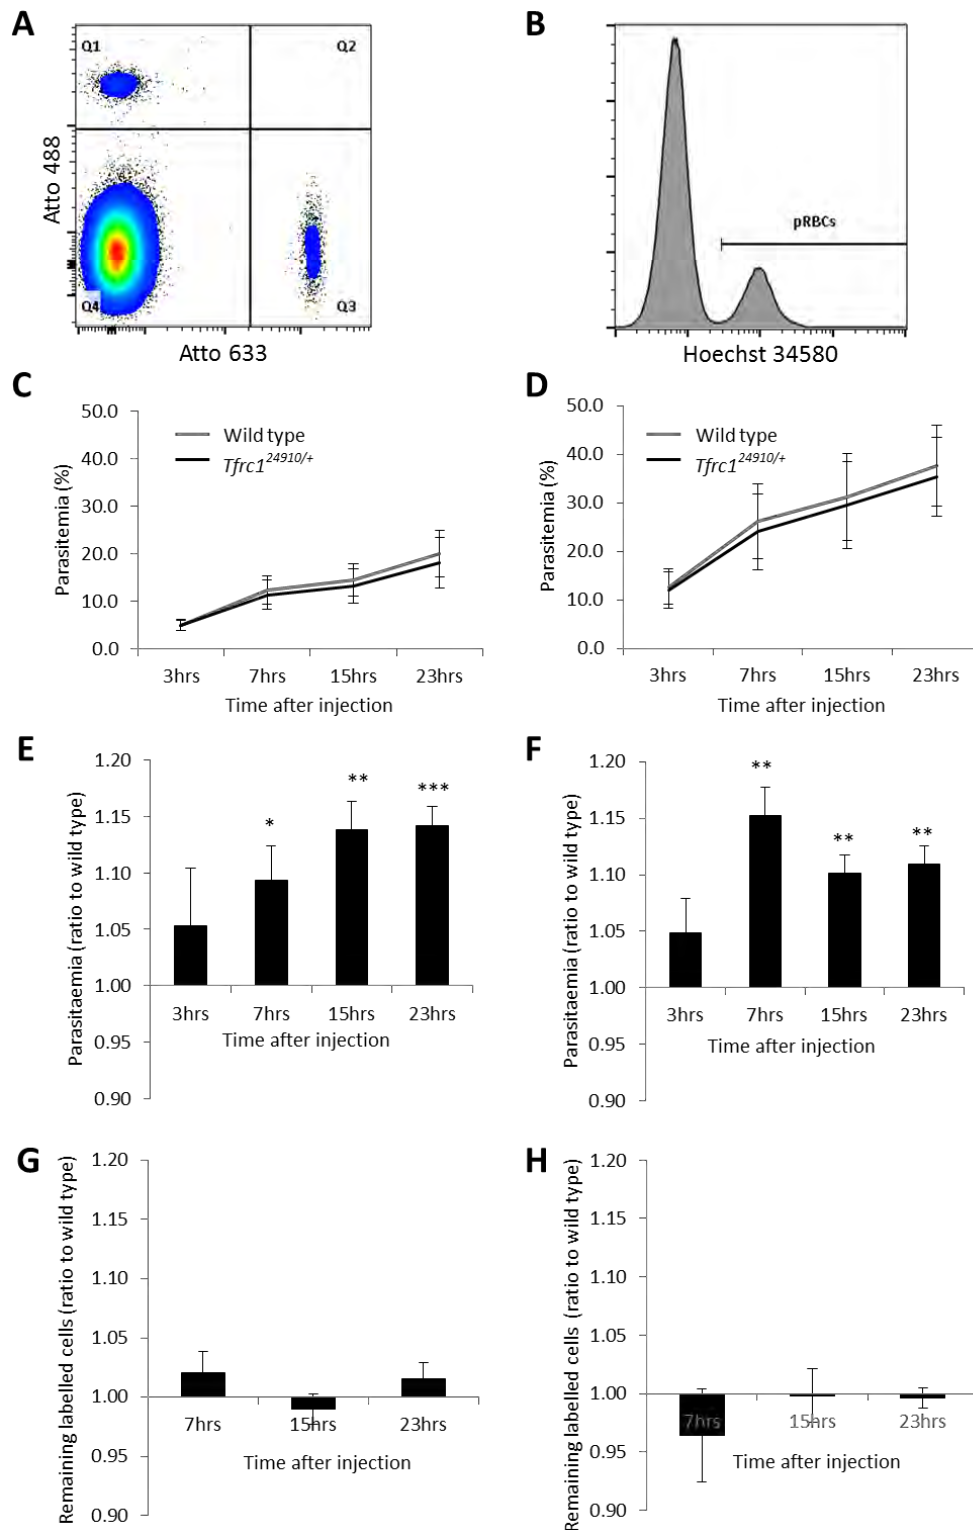 A
Q1
Q2
Q4
Q3
Atto 488
Atto 633
B
pRBCs
Hoechst 34580
C
50.0
40.0
30.0
20.0
10.0
0.0
Parasitemia (%)
Wild type
Tfrc1^24910/+
3hrs 7hrs 15hrs 23hrs
Time after injection
D
50.0
40.0
30.0
20.0
10.0
0.0
Parasitemia (%)
Wild type
Tfrc1^24910/+
3hrs 7hrs 15hrs 23hrs
Time after injection
E
1.20
1.15
1.10
1.05
1.00
0.95
0.90
Parasitaemia (ratio to wild type)
* ** ***
3hrs 7hrs 15hrs 23hrs
Time after injection
F
1.20
1.15
1.10
1.05
1.00
0.95
0.90
Parasitaemia (ratio to wild type)
** ** **
3hrs 7hrs 15hrs 23hrs
Time after injection
G
1.20
1.15
1.10
1.05
1.00
0.95
0.90
Remaining labelled cells (ratio to wild type)
7hrs 15hrs 23hrs
Time after injection
H
1.20
1.15
1.10
1.05
1.00
0.95
0.90
Remaining labelled cells (ratio to wild type)
7hrs 15hrs 23hrs
Time after injection